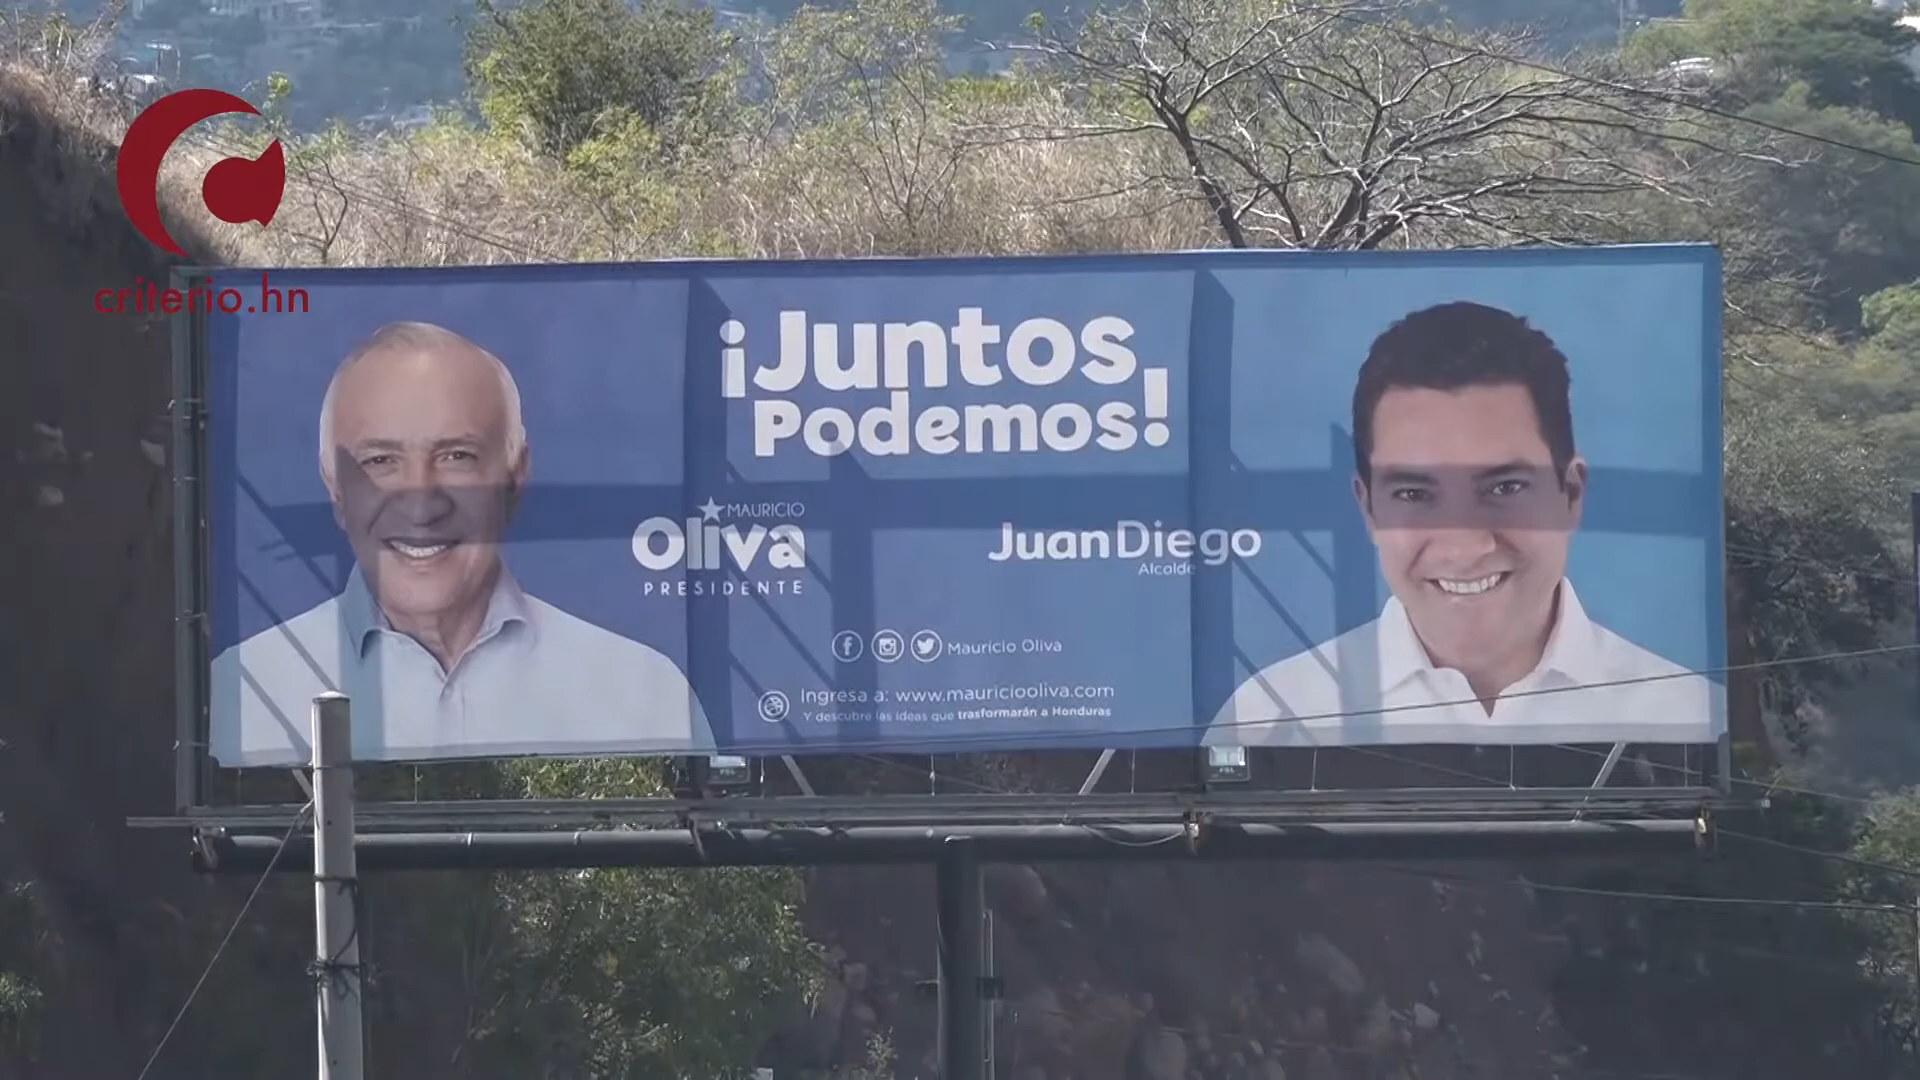 criterio.hn
¡Juntos
Podemos!
MAURICIO
Oliva
PRESIDENTE
JuanDiego
Alcalde
Mauricio Oliva
Ingresa a: www.mauriciooliva.com
Y descubre las ideas que trasformarán a Honduras